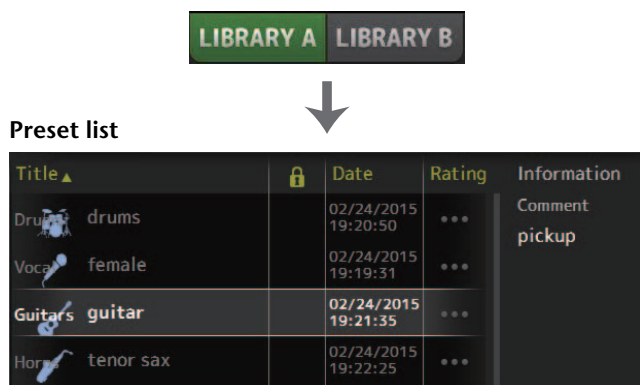 LIBRARY A LIBRARY B
Preset list
Title Date Rating Information
Comment
pickup
Drums drums 02/24/2015 19:20:50
Vocal female 02/24/2015 19:19:31
Guitars guitar 02/24/2015 19:21:35
Horns tenor sax 02/24/2015 19:22:25